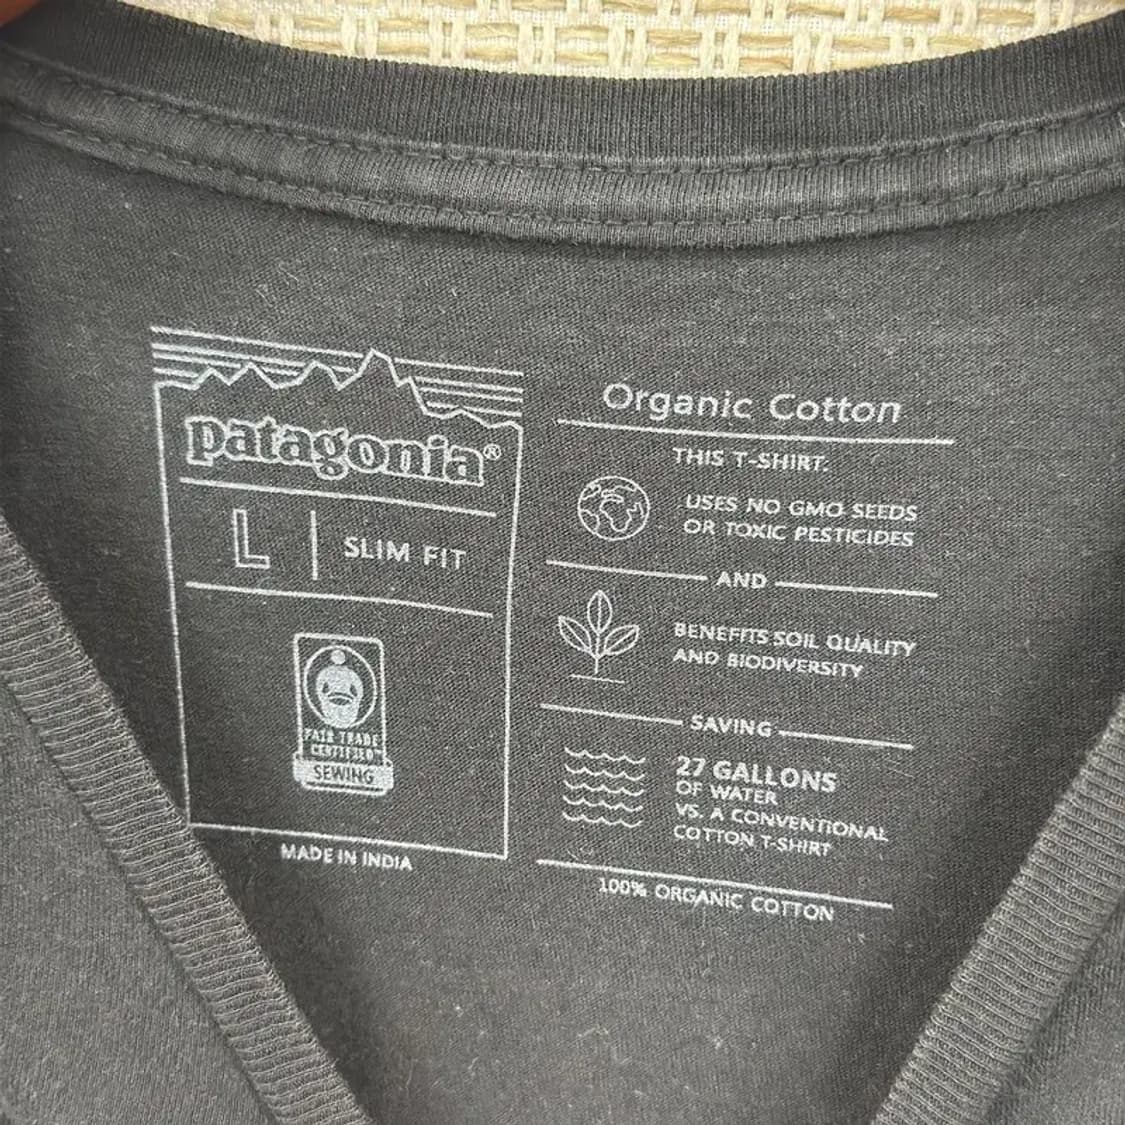 patagonia®
L | SLIM FIT
FAIR TRADE
CERTIFIED™
SEWING
MADE IN INDIA
Organic Cotton
THIS T-SHIRT:
USES NO GMO SEEDS
OR TOXIC PESTICIDES
AND
BENEFITS SOIL QUALITY
AND BIODIVERSITY
SAVING
27 GALLONS
OF WATER
VS. A CONVENTIONAL
COTTON T-SHIRT
100% ORGANIC COTTON